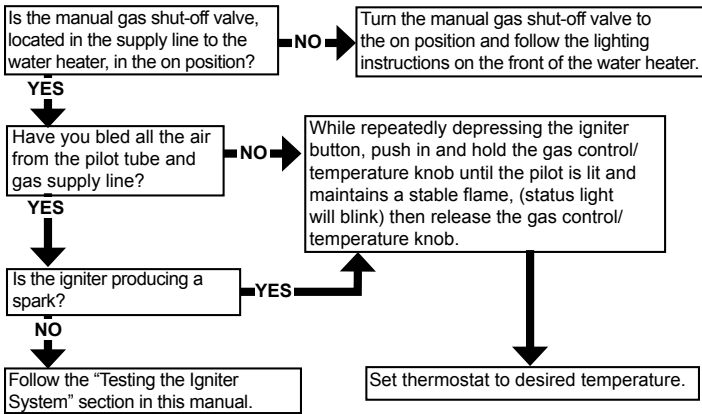 Is the manual gas shut-off valve,
located in the supply line to the
water heater, in the on position?
NO
Turn the manual gas shut-off valve to
the on position and follow the lighting
instructions on the front of the water heater.
YES
Have you bled all the air
from the pilot tube and
gas supply line?
NO
While repeatedly depressing the igniter
button, push in and hold the gas control/
temperature knob until the pilot is lit and
maintains a stable flame, (status light
will blink) then release the gas control/
temperature knob.
YES
Is the igniter producing a
spark?
YES
NO
Follow the “Testing the Igniter
System” section in this manual.
Set thermostat to desired temperature.